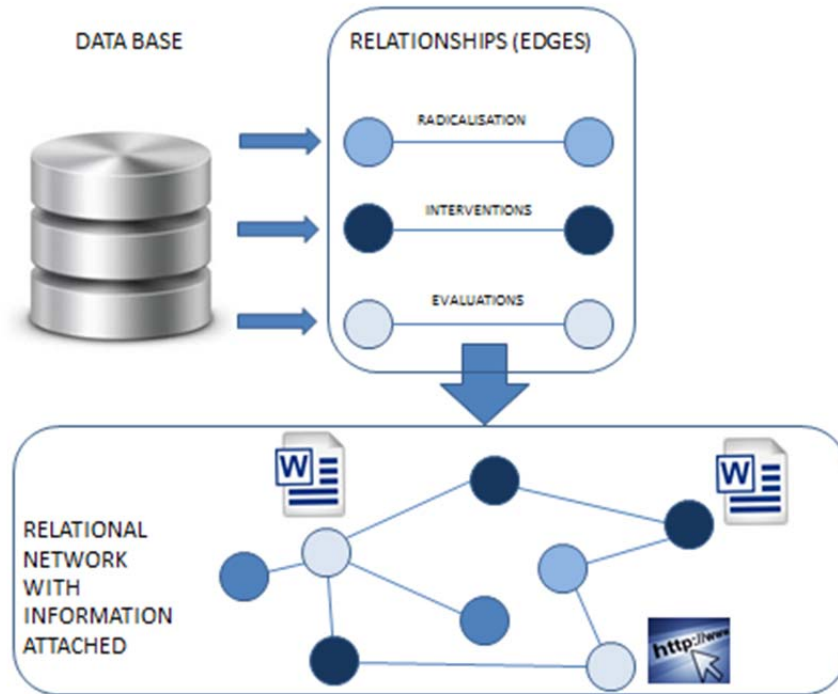 DATA BASE
RELATIONSHIPS (EDGES)
RADICALISATION
INTERVENTIONS
EVALUATIONS
W
W
RELATIONAL
NETWORK
WITH
INFORMATION
ATTACHED
http://www